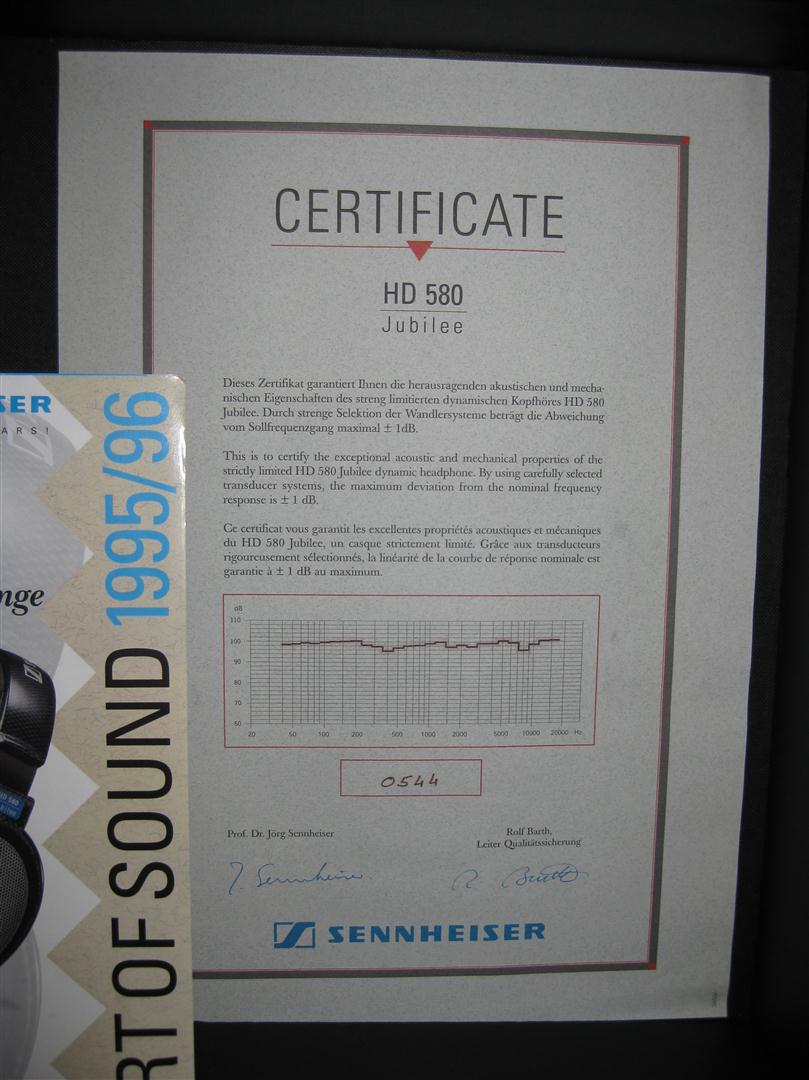 CERTIFICATE
HD 580
Jubilee
Dieses Zertifikat garantiert Ihnen die herausragenden akustischen und mecha-
nischen Eigenschaften des streng limitierten dynamischen Kopfhöres HD 580
Jubilee. Durch strenge Selektion der Wandlersysteme beträgt die Abweichung
vom Sollfrequenzgang maximal ± 1dB.
This is to certify the exceptional acoustic and mechanical properties of the
strictly limited HD 580 Jubilee dynamic headphone. By using carefully selected
transducer systems, the maximum deviation from the nominal frequency
response is ± 1 dB.
Ce certificat vous garantit les excellentes propriétés acoustiques et mécaniques
du HD 580 Jubilee, un casque strictement limité. Grâce aux transducteurs
rigoureusement sélectionnés, la linéarité de la courbe de réponse nominale est
garantie à ± 1 dB au maximum.
dB
110
100
90
80
70
60
20 50 100 200 500 1000 2000 5000 10000 20000 Hz
0544
Prof. Dr. Jörg Sennheiser
Rolf Barth,
Leiter Qualitätssicherung
J. Sennheiser
R. Barth
SENNHEISER
SER
ARS!
nge
HD 580
RT OF SOUND 1995/96